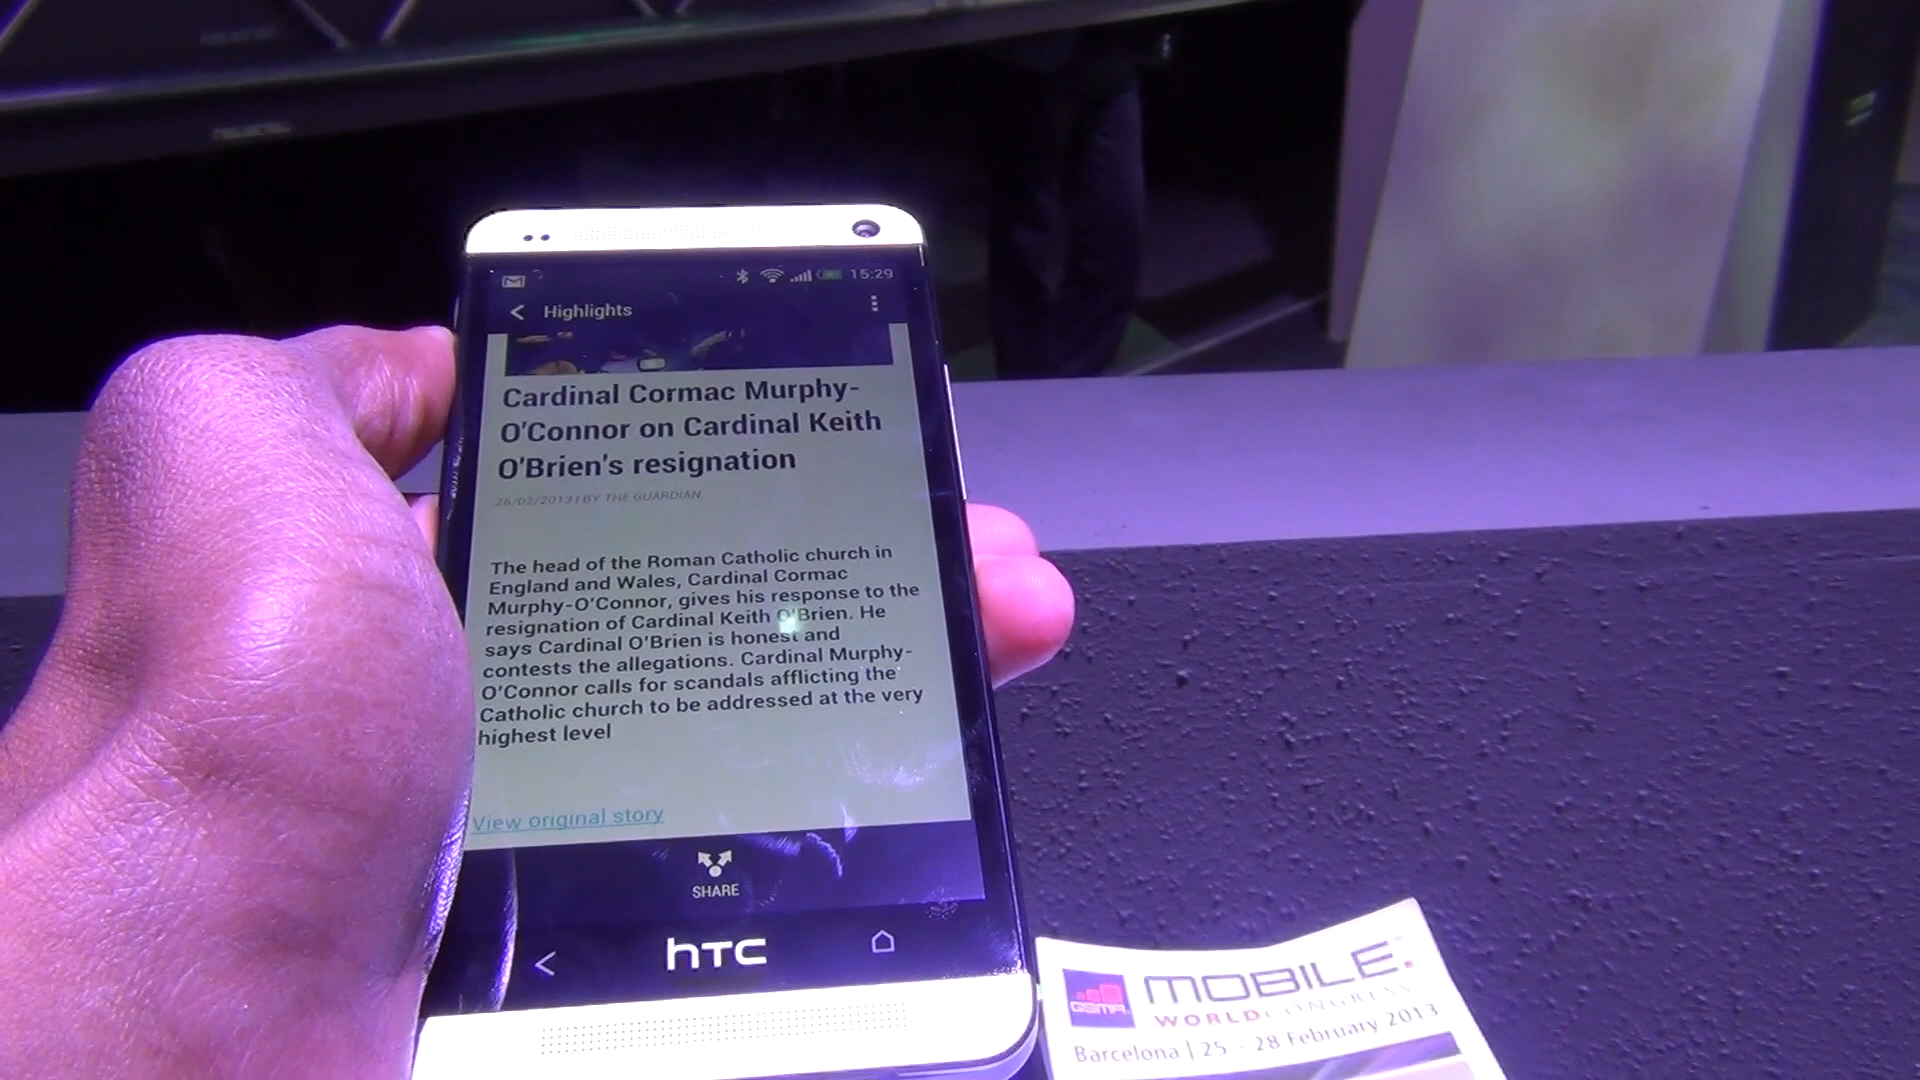 15:29
Highlights
Cardinal Cormac Murphy-
O'Connor on Cardinal Keith
O'Brien's resignation
26/02/2013 | BY THE GUARDIAN
The head of the Roman Catholic church in
England and Wales, Cardinal Cormac
Murphy-O'Connor, gives his response to the
resignation of Cardinal Keith O'Brien. He
says Cardinal O'Brien is honest and
contests the allegations. Cardinal Murphy-
O'Connor calls for scandals afflicting the
Catholic church to be addressed at the very
highest level
View original story
SHARE
hTC
GSMA
MOBILE
WORLD CONGRESS
Barcelona | 25 - 28 February 2013